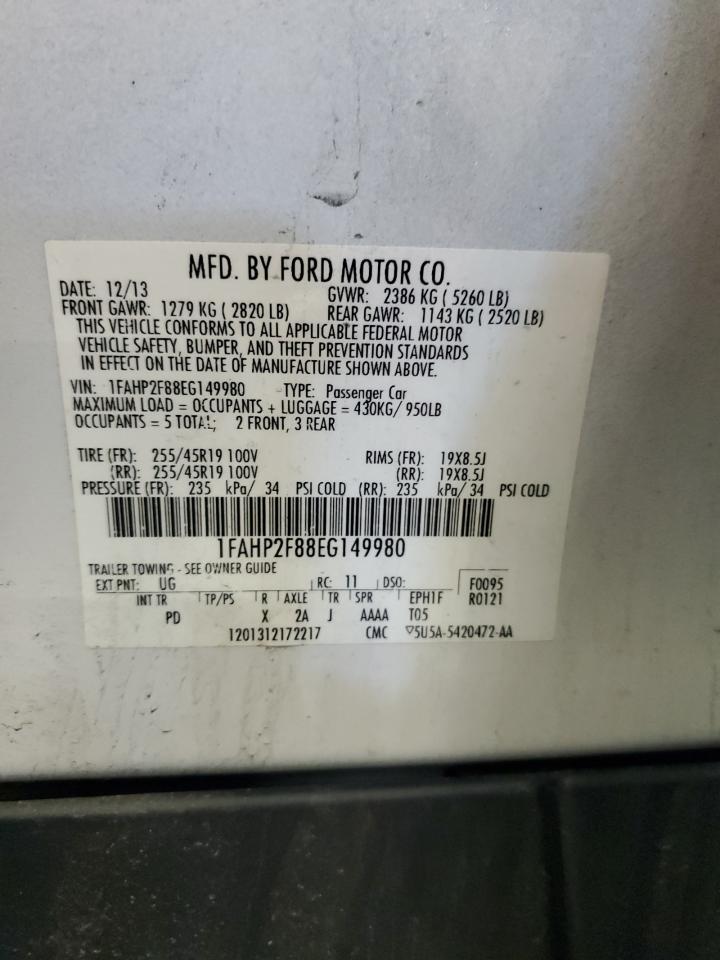 MFD. BY FORD MOTOR CO.
DATE: 12/13 GVWR: 2386 KG ( 5260 LB)
FRONT GAWR: 1279 KG ( 2820 LB) REAR GAWR: 1143 KG ( 2520 LB)
THIS VEHICLE CONFORMS TO ALL APPLICABLE FEDERAL MOTOR
VEHICLE SAFETY, BUMPER, AND THEFT PREVENTION STANDARDS
IN EFFECT ON THE DATE OF MANUFACTURE SHOWN ABOVE.
VIN: 1FAHP2F88EG149980 TYPE: Passenger Car
MAXIMUM LOAD = OCCUPANTS + LUGGAGE = 430KG/ 950LB
OCCUPANTS = 5 TOTAL; 2 FRONT, 3 REAR
TIRE (FR): 255/45R19 100V RIMS (FR): 19X8.5J
(RR): 255/45R19 100V (RR): 19X8.5J
PRESSURE (FR): 235 kPa/ 34 PSI COLD (RR): 235 kPa/ 34 PSI COLD
1FAHP2F88EG149980
TRAILER TOWING - SEE OWNER GUIDE
EXT PNT: UG RC: 11 DSO: F0095
INT TR TP/PS R AXLE TR SPR EPH1F R0121
PD X 2A J AAAA T05
1201312172217 CMC ▽5U5A-5420472-AA